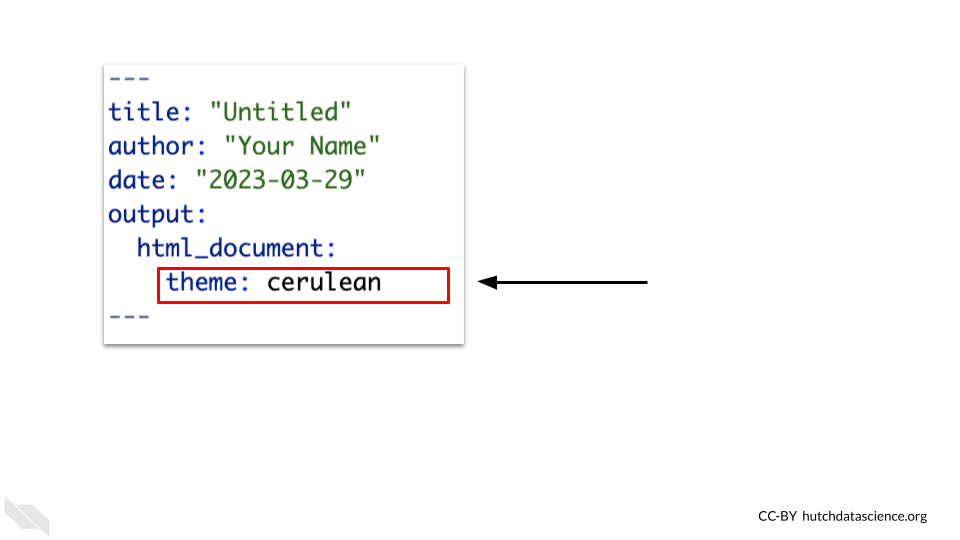 ---
title: "Untitled"
author: "Your Name"
date: "2023-03-29"
output:
  html_document:
    theme: cerulean
---
CC-BY hutchdatascience.org